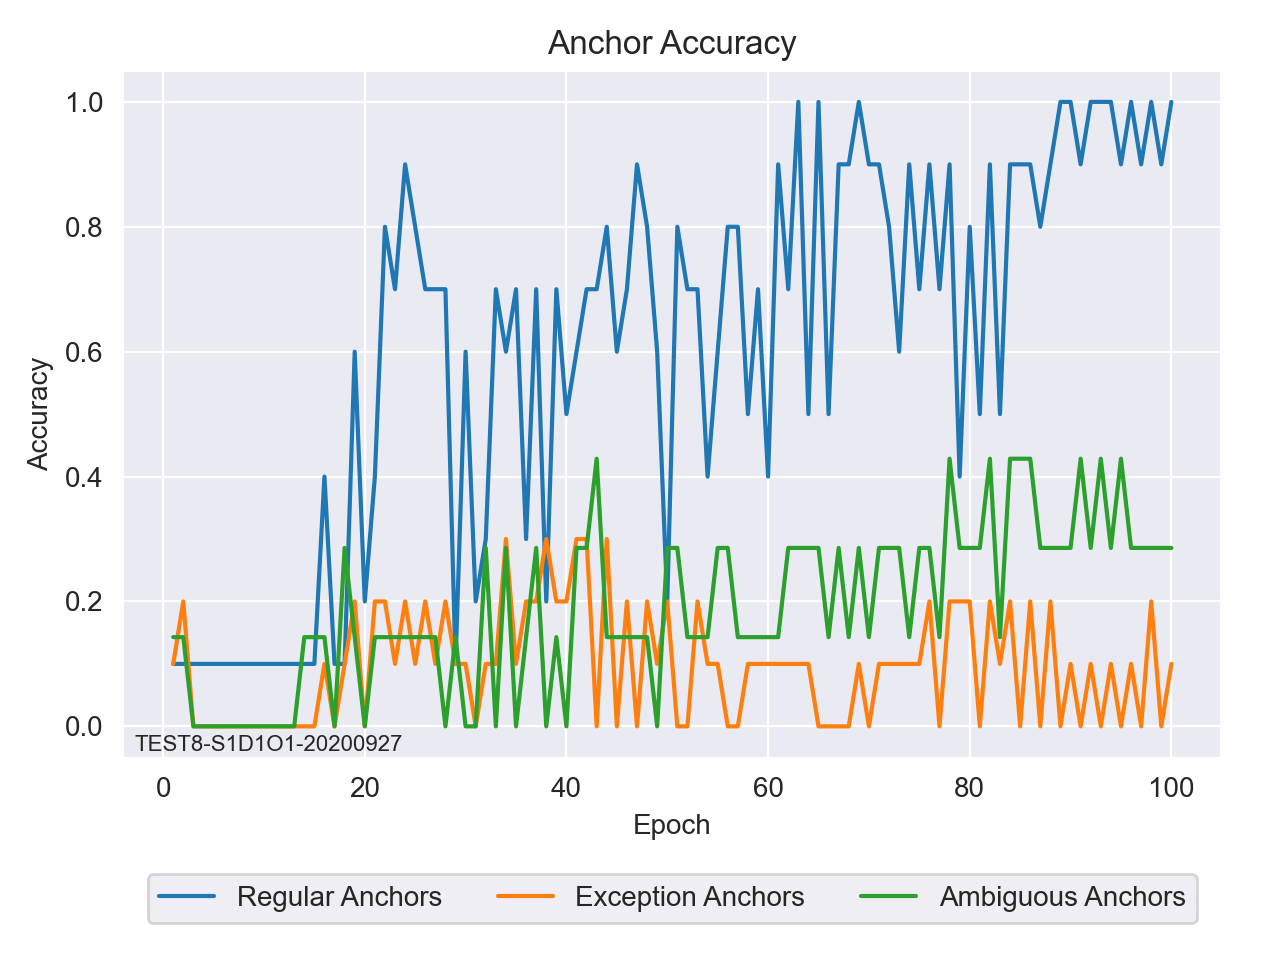 Anchor Accuracy
1.0
0.8
0.6
0.4
0.2
0.0
Accuracy
TEST8-S1D1O1-20200927
0 20 40 60 80 100
Epoch
Regular Anchors Exception Anchors Ambiguous Anchors